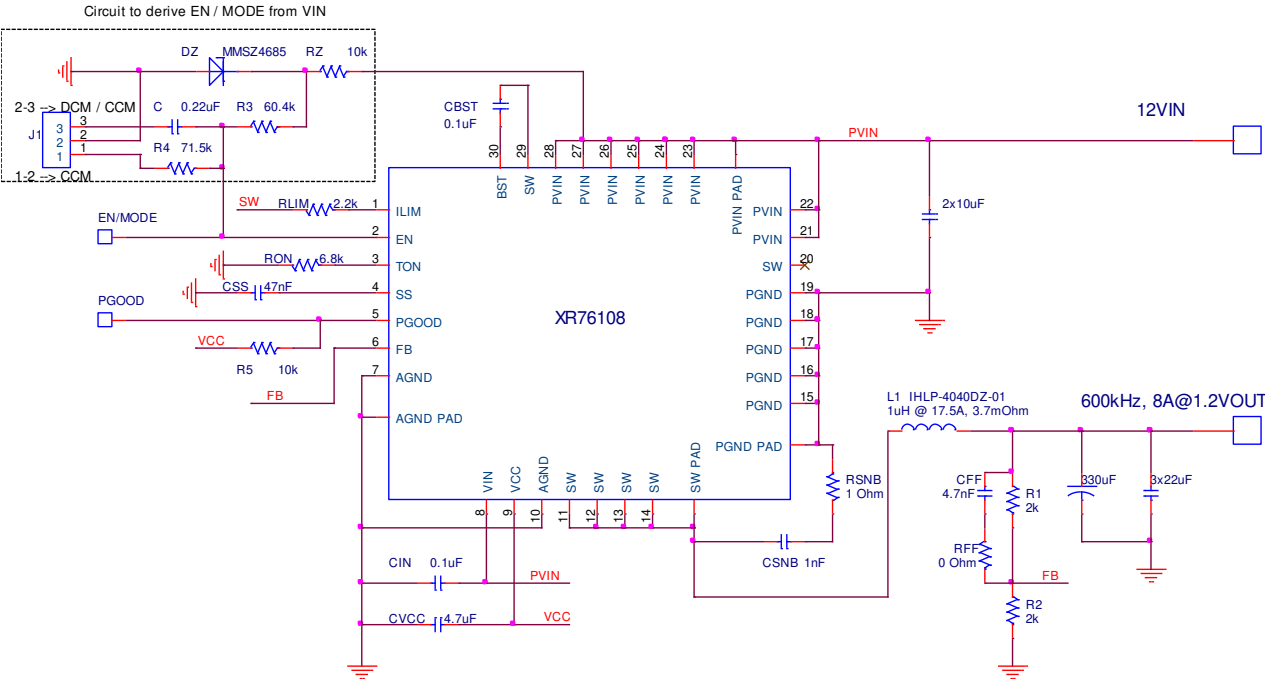 Circuit to derive EN / MODE from VIN
DZ MMSZ4685 RZ 10k
2-3 --> DCM / CCM
C 0.22uF R3 60.4k
J1
3 3
2 2
1 1
R4 71.5k
1-2 --> CCM
CBST
0.1uF
12VIN
PVIN
30 29 28 27 26 25 24 23
BST SW PVIN PVIN PVIN PVIN PVIN PVIN PVIN PAD
SW RLIM 2.2k 1 ILIM
EN/MODE
2 EN
RON 6.8k 3 TON
CSS 47nF 4 SS
PGOOD
5 PGOOD
VCC
R5 10k
6 FB
FB
7 AGND
AGND PAD
XR76108
PVIN 22
PVIN 21
SW 20
PGND 19
PGND 18
PGND 17
PGND 16
PGND 15
PGND PAD
2x10uF
VIN VCC AGND SW SW SW SW SW PAD
8 9 10 11 12 13 14
RSNB
1 Ohm
CSNB 1nF
CIN 0.1uF PVIN
CVCC 4.7uF VCC
L1 IHLP-4040DZ-01
1uH @ 17.5A, 3.7mOhm
600kHz, 8A@1.2VOUT
CFF
4.7nF
R1
2k
330uF
3x22uF
RFF
0 Ohm
FB
R2
2k